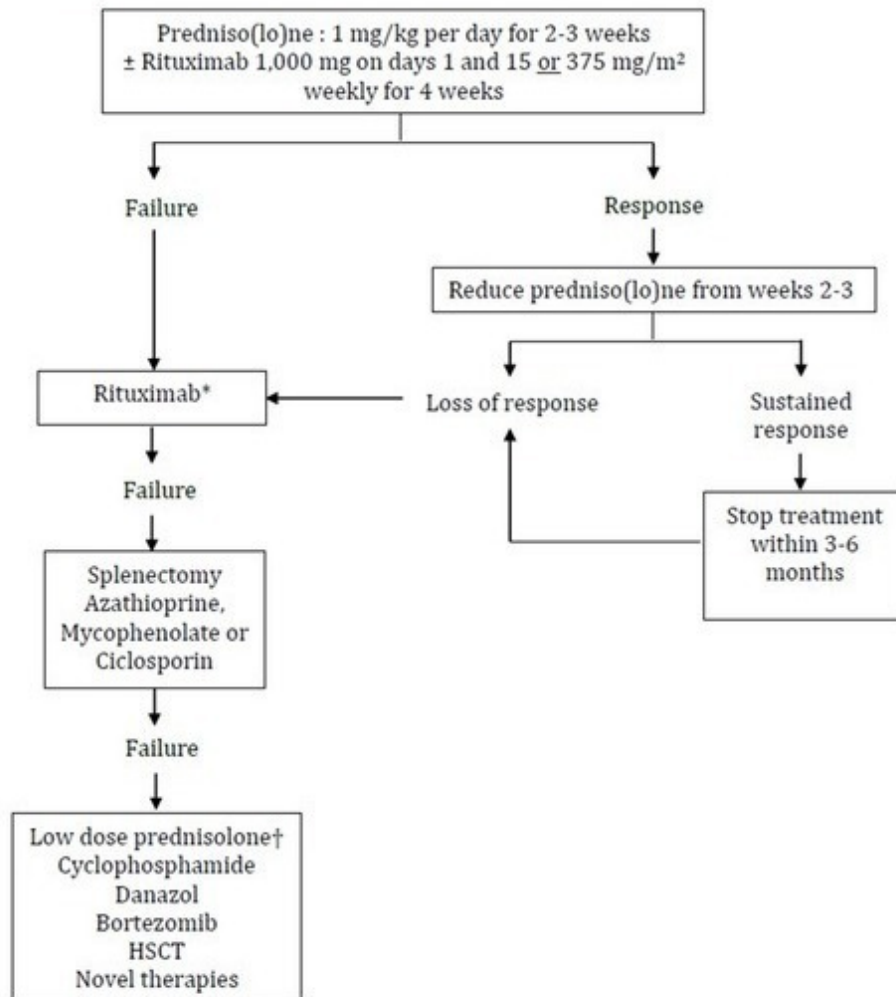 Predniso(lo)ne : 1 mg/kg per day for 2-3 weeks
± Rituximab 1,000 mg on days 1 and 15 or 375 mg/m²
weekly for 4 weeks
Failure
Response
Reduce predniso(lo)ne from weeks 2-3
Rituximab*
Loss of response
Sustained
response
Failure
Stop treatment
within 3-6
months
Splenectomy
Azathioprine,
Mycophenolate or
Ciclosporin
Failure
Low dose prednisolone†
Cyclophosphamide
Danazol
Bortezomib
HSCT
Novel therapies